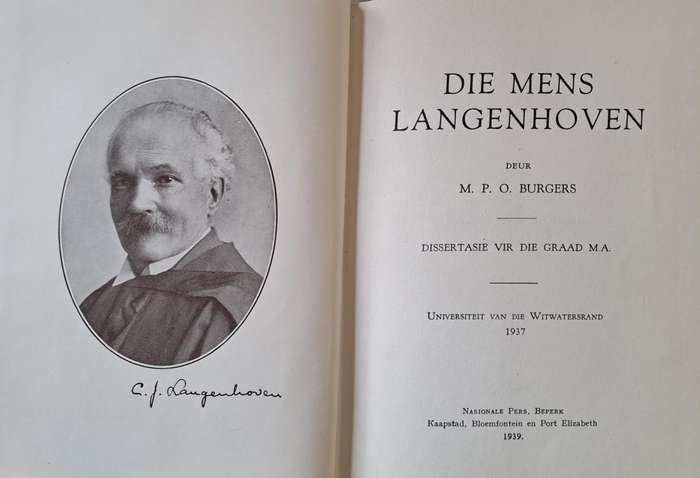 C. J. Langenhoven
DIE MENS
LANGENHOVEN
DEUR
M. P. O. BURGERS
DISSERTASIE VIR DIE GRAAD M.A.
UNIVERSITEIT VAN DIE WITWATERSRAND
1937
NASIONALE PERS, BEPERK
Kaapstad, Bloemfontein en Port Elizabeth
1939.